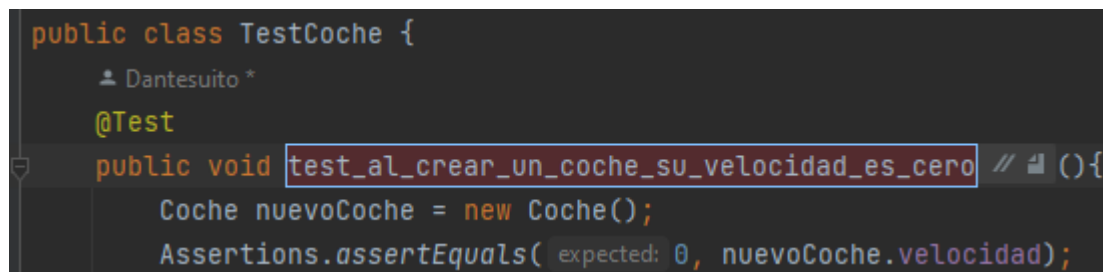 public class TestCoche {
Dantesuito *
@Test
public void test_al_crear_un_coche_su_velocidad_es_cero // (){
Coche nuevoCoche = new Coche();
Assertions.assertEquals( expected: 0, nuevoCoche.velocidad);